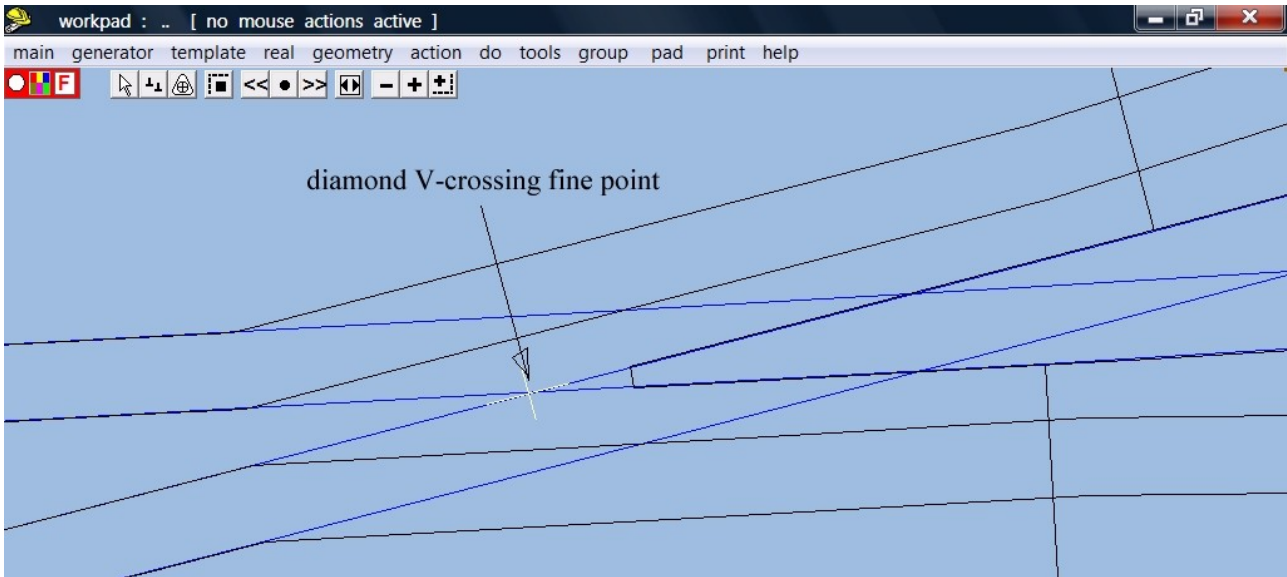 workpad : .. [ no mouse actions active ]
main generator template real geometry action do tools group pad print help
F << >>
diamond V-crossing fine point